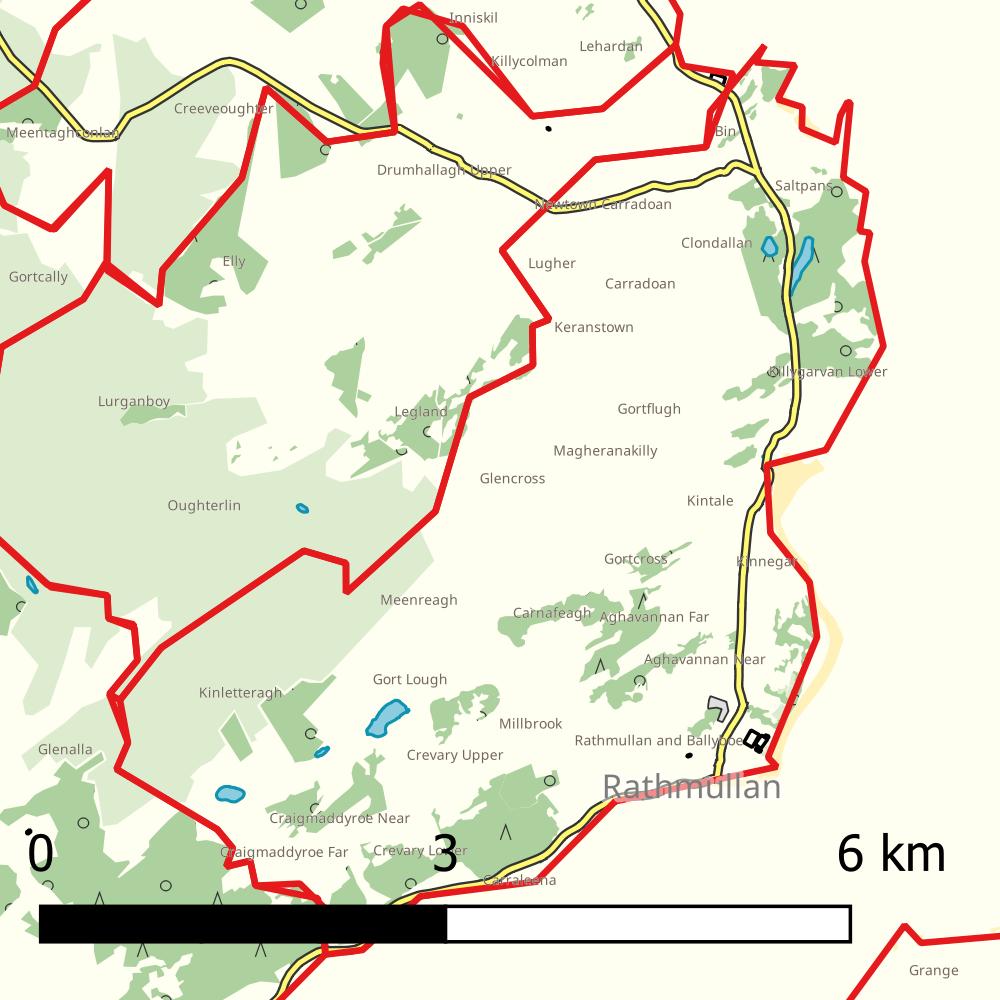 Inniskil
Lehardan
Killycolman
Creeveoughter
Meentaghconlan
Bin
Drumhallagh Upper
Saltpans
Newtown Carradoan
Clondallan
Elly
Lugher
Gortcally
Carradoan
Keranstown
Killygarvan Lower
Lurganboy
Legland
Gortflugh
Magheranakilly
Glencross
Kintale
Oughterlin
Gortcross
Kinnegar
Meenreagh
Carnafeagh
Aghavannan Far
Aghavannan Near
Gort Lough
Kinletteragh
Millbrook
Rathmullan and Ballyboe
Glenalla
Crevary Upper
Rathmullan
Craigmaddyroe Near
Craigmaddyroe Far
Crevary Lower
0 3 6 km
Carraleena
Grange